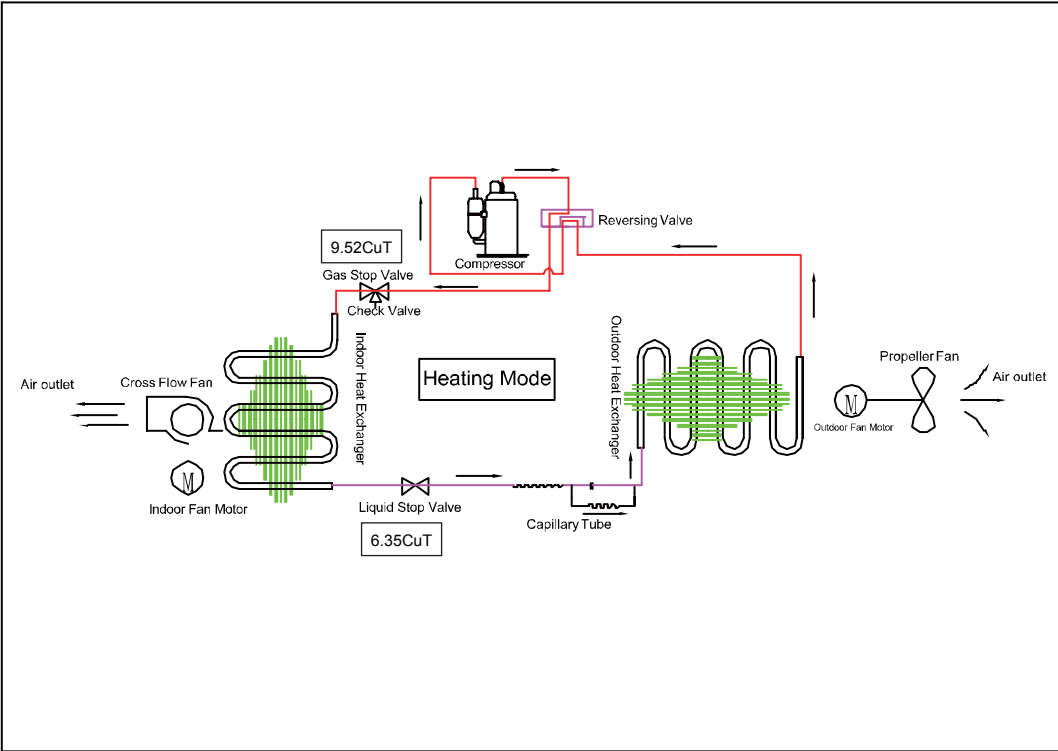 Reversing Valve
9.52CuT
Compressor
Gas Stop Valve
Check Valve
Indoor Heat Exchanger
Outdoor Heat Exchanger
Heating Mode
Propeller Fan
Air outlet
Cross Flow Fan
Air outlet
M
Outdoor Fan Motor
M
Indoor Fan Motor
Liquid Stop Valve
Capillary Tube
6.35CuT